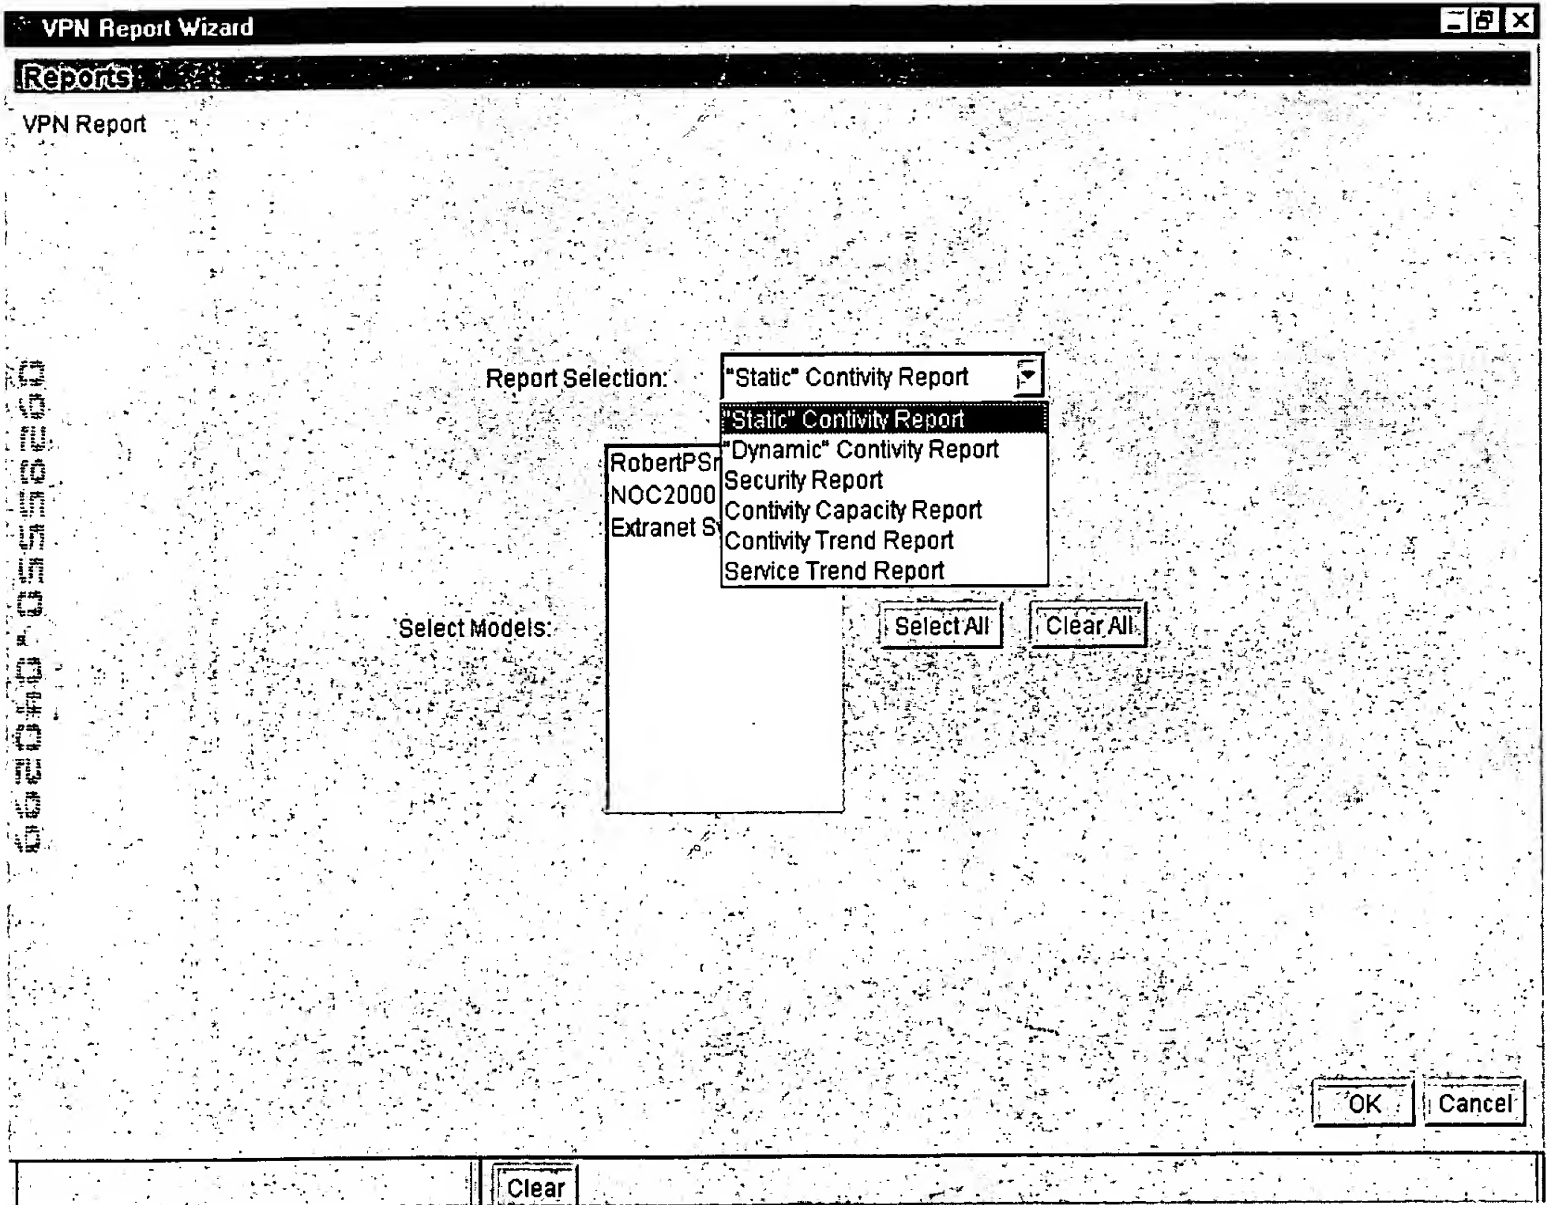 VPN Report Wizard
Reports
VPN Report
Report Selection:
"Static" Contivity Report
"Static" Contivity Report
"Dynamic" Contivity Report
Security Report
Contivity Capacity Report
Contivity Trend Report
Service Trend Report
NOC2000
Extranet
Select Models:
Select All
Clear All
OK
Cancel
Clear